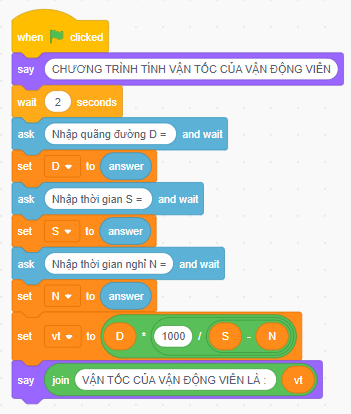 when clicked
say CHƯƠNG TRÌNH TÍNH VẬN TỐC CỦA VẬN ĐỘNG VIÊN
wait 2 seconds
ask Nhập quãng đường D = and wait
set D to answer
ask Nhập thời gian S = and wait
set S to answer
ask Nhập thời gian nghỉ N = and wait
set N to answer
set vt to D * 1000 / S - N
say join VẬN TỐC CỦA VẬN ĐỘNG VIÊN LÀ : vt